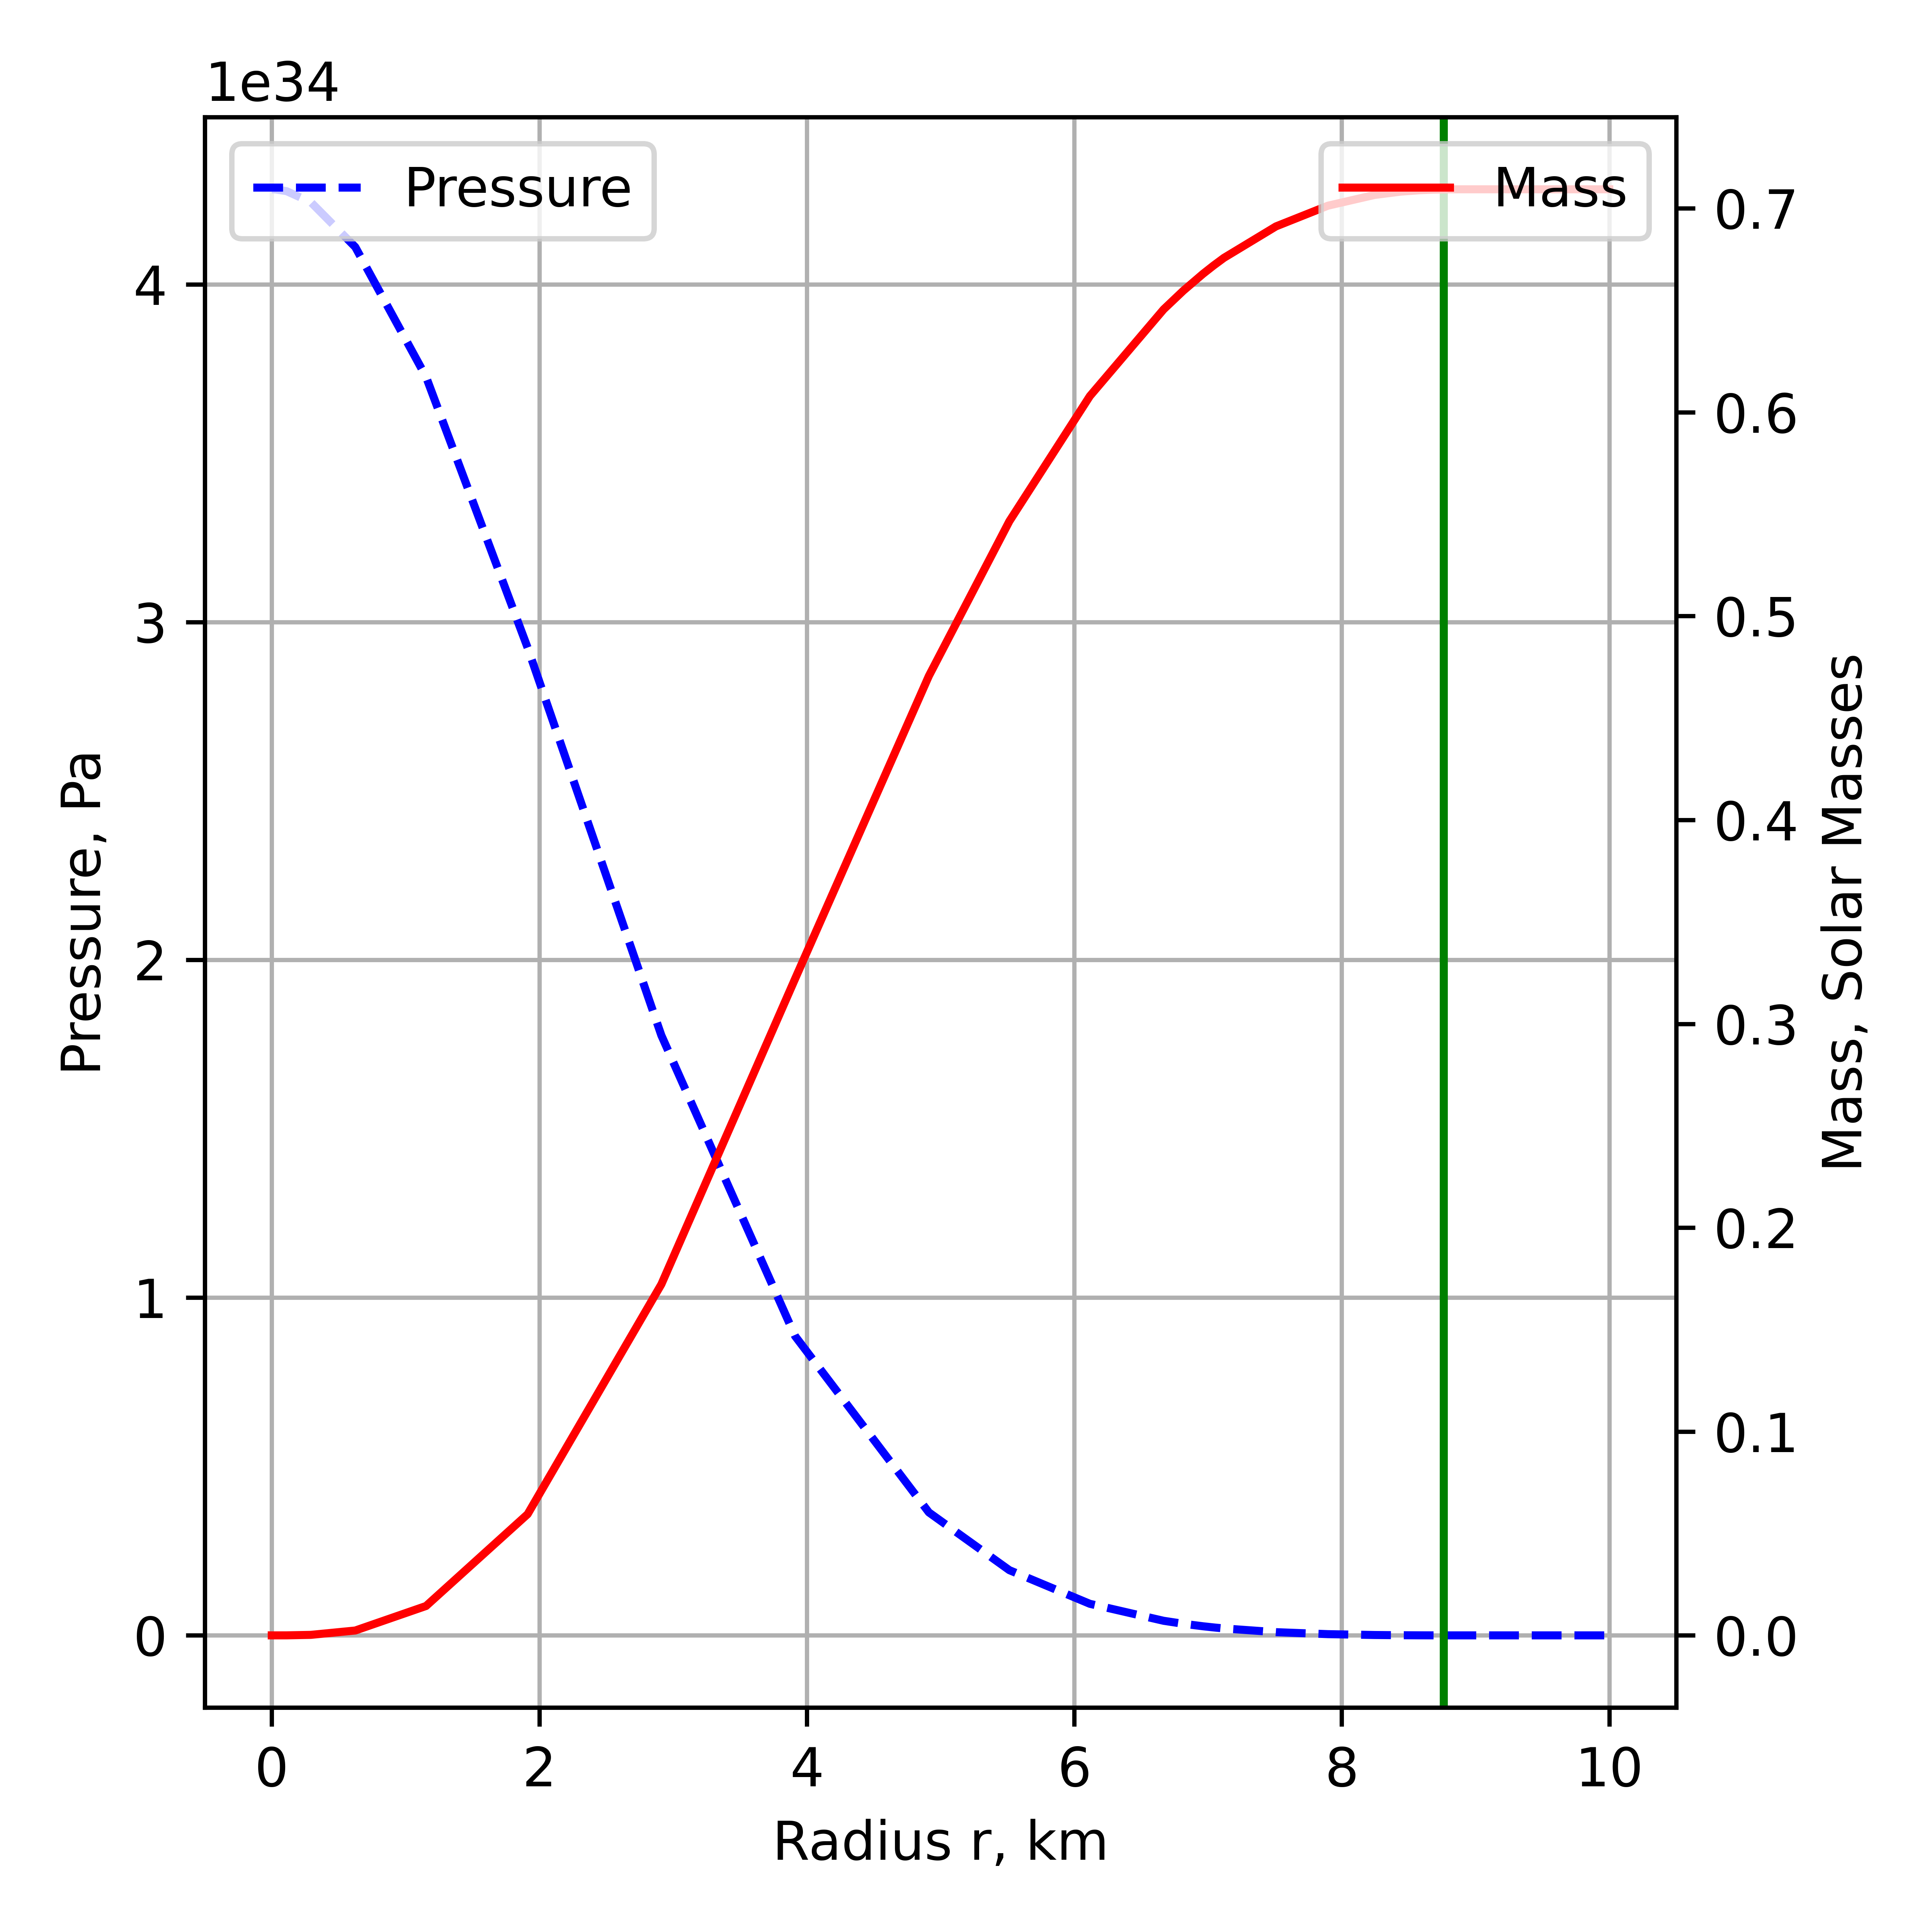 1e34
Pressure
Mass
4
3
2
1
0
0.7
0.6
0.5
0.4
0.3
0.2
0.1
0.0
Pressure, Pa
Mass, Solar Masses
0 2 4 6 8 10
Radius r, km